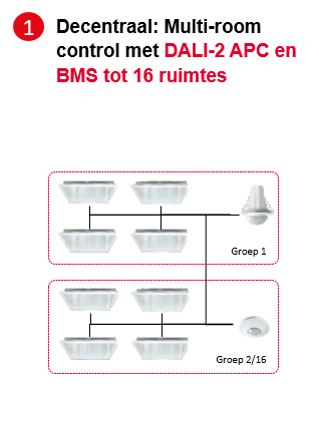 1 Decentraal: Multi-room
control met DALI-2 APC en
BMS tot 16 ruimtes
Groep 1
Groep 2/16